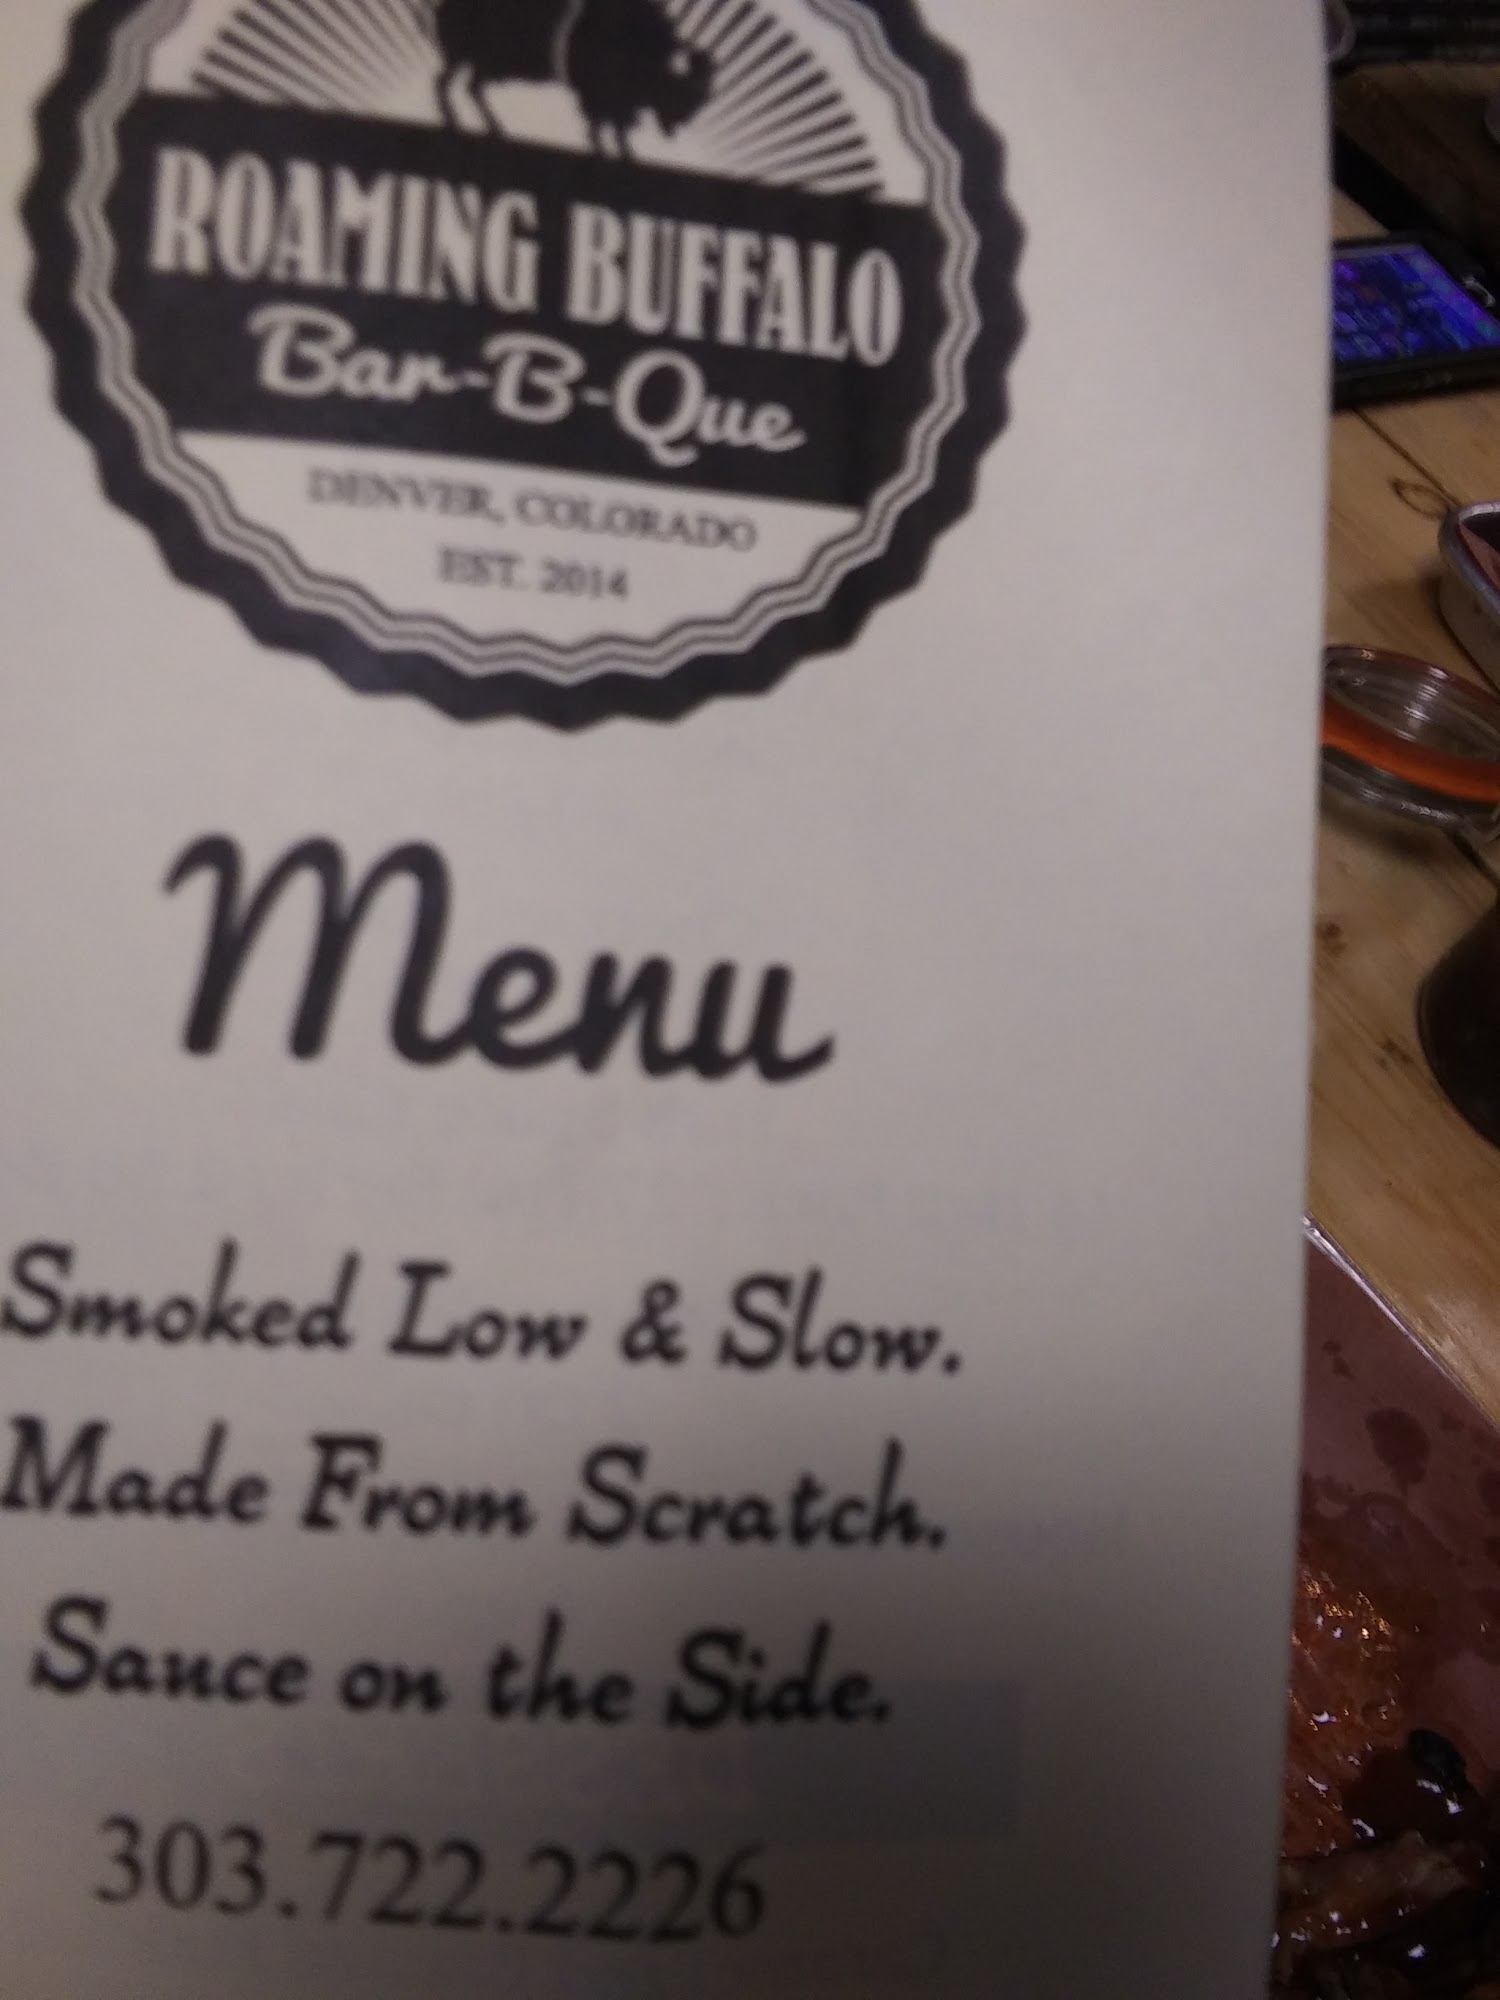 ROAMING BUFFALO
Bar-B-Que
DENVER, COLORADO
EST. 2014
Menu
Smoked Low & Slow.
Made From Scratch.
Sauce on the Side.
303.722.2226